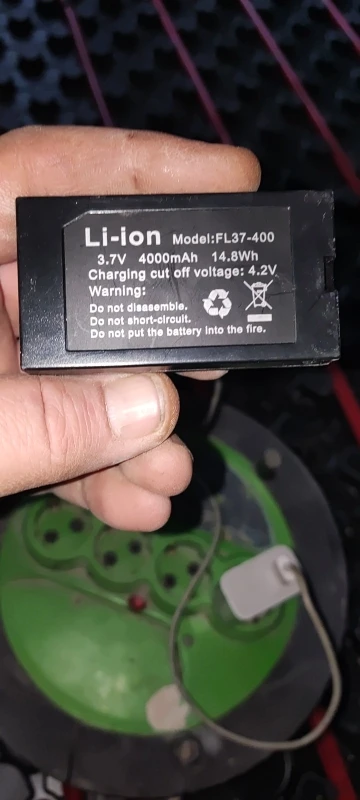 Li-ion Model:FL37-400
3.7V 4000mAh 14.8Wh
Charging cut off voltage: 4.2V
Warning:
Do not disasemble.
Do not short-circuit.
Do not put the battery into the fire.